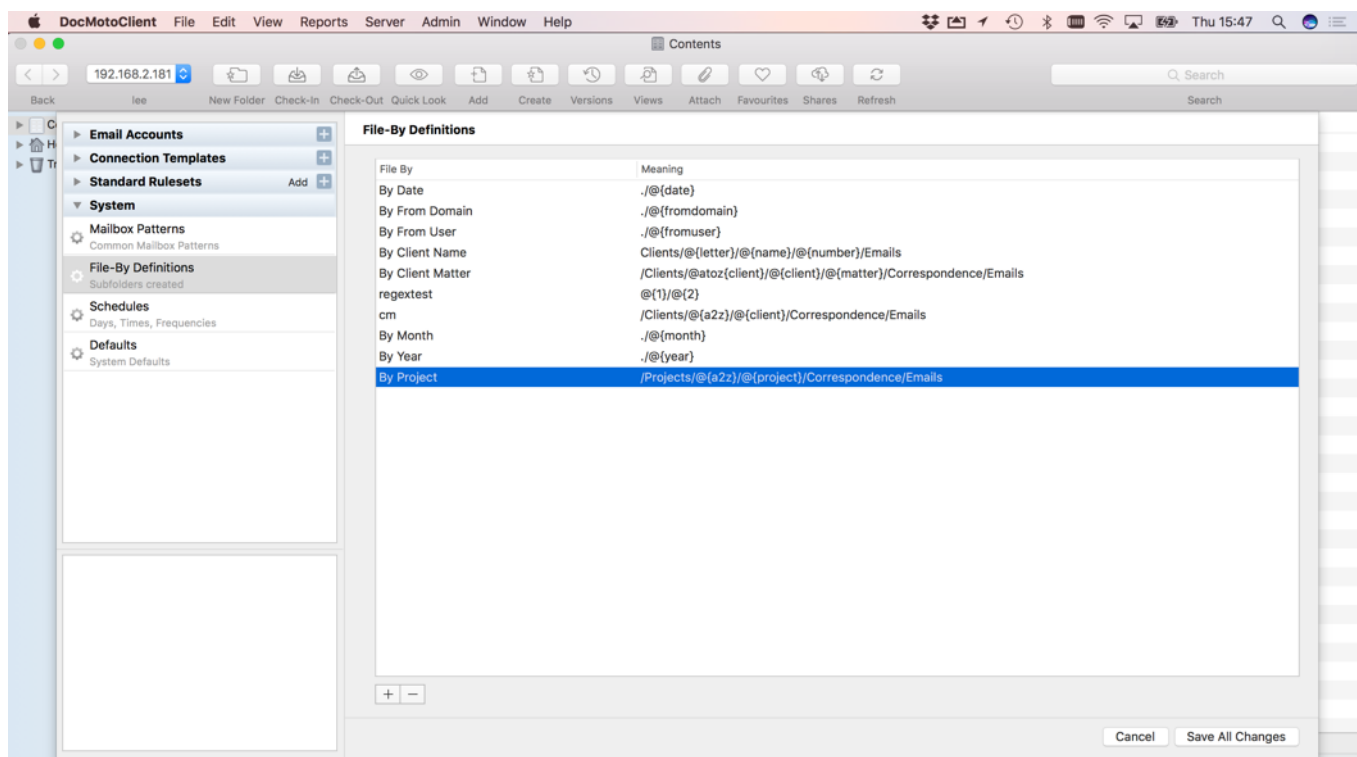 DocMotoClient File Edit View Reports Server Admin Window Help Thu 15:47
Contents
192.168.2.181 Search
Back lee New Folder Check-In Check-Out Quick Look Add Create Versions Views Attach Favourites Shares Refresh Search
Email Accounts
Connection Templates
Standard Rulesets Add
System
Mailbox Patterns
Common Mailbox Patterns
File-By Definitions
Subfolders created
Schedules
Days, Times, Frequencies
Defaults
System Defaults
File-By Definitions
File By Meaning
By Date ./@{date}
By From Domain ./@{fromdomain}
By From User ./@{fromuser}
By Client Name Clients/@{letter}/@{name}/@{number}/Emails
By Client Matter /Clients/@atoz{client}/@{client}/@{matter}/Correspondence/Emails
regextest @{1}/@{2}
cm /Clients/@{a2z}/@{client}/Correspondence/Emails
By Month ./@{month}
By Year ./@{year}
By Project /Projects/@{a2z}/@{project}/Correspondence/Emails
Cancel Save All Changes